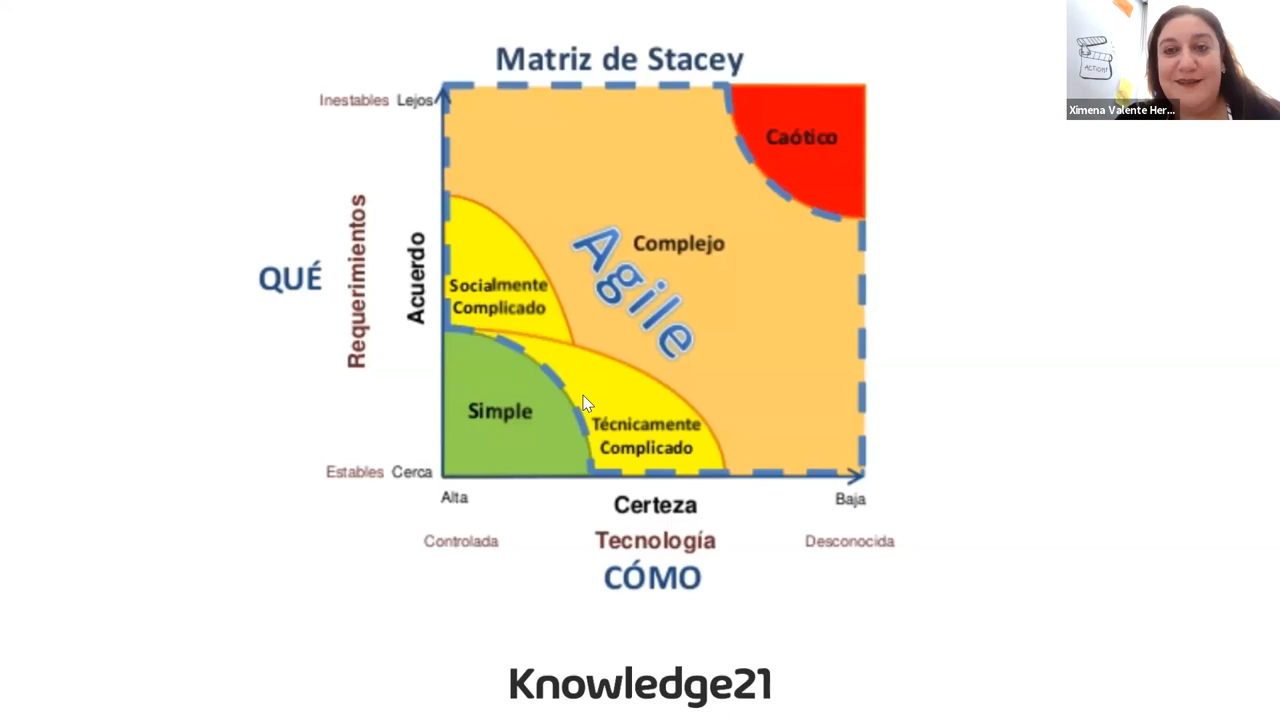 Matriz de Stacey
ACTION!
Ximena Valente Her...
Inestables Lejos
Caótico
QUÉ
Requerimientos
Acuerdo
Complejo
Agile
Socialmente
Complicado
Simple
Técnicamente
Complicado
Estables Cerca
Alta
Certeza
Baja
Controlada
Tecnología
Desconocida
CÓMO
Knowledge21